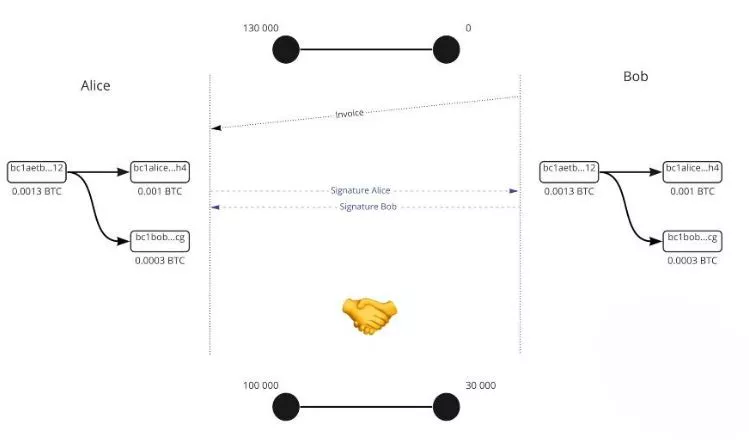 130 000
0
Alice
Bob
Invoice
bc1aetb...12
bc1alice...h4
0.0013 BTC
0.001 BTC
bc1bob...cg
0.0003 BTC
Signature Alice
Signature Bob
bc1aetb...12
bc1alice...h4
0.0013 BTC
0.001 BTC
bc1bob...cg
0.0003 BTC
100 000
30 000